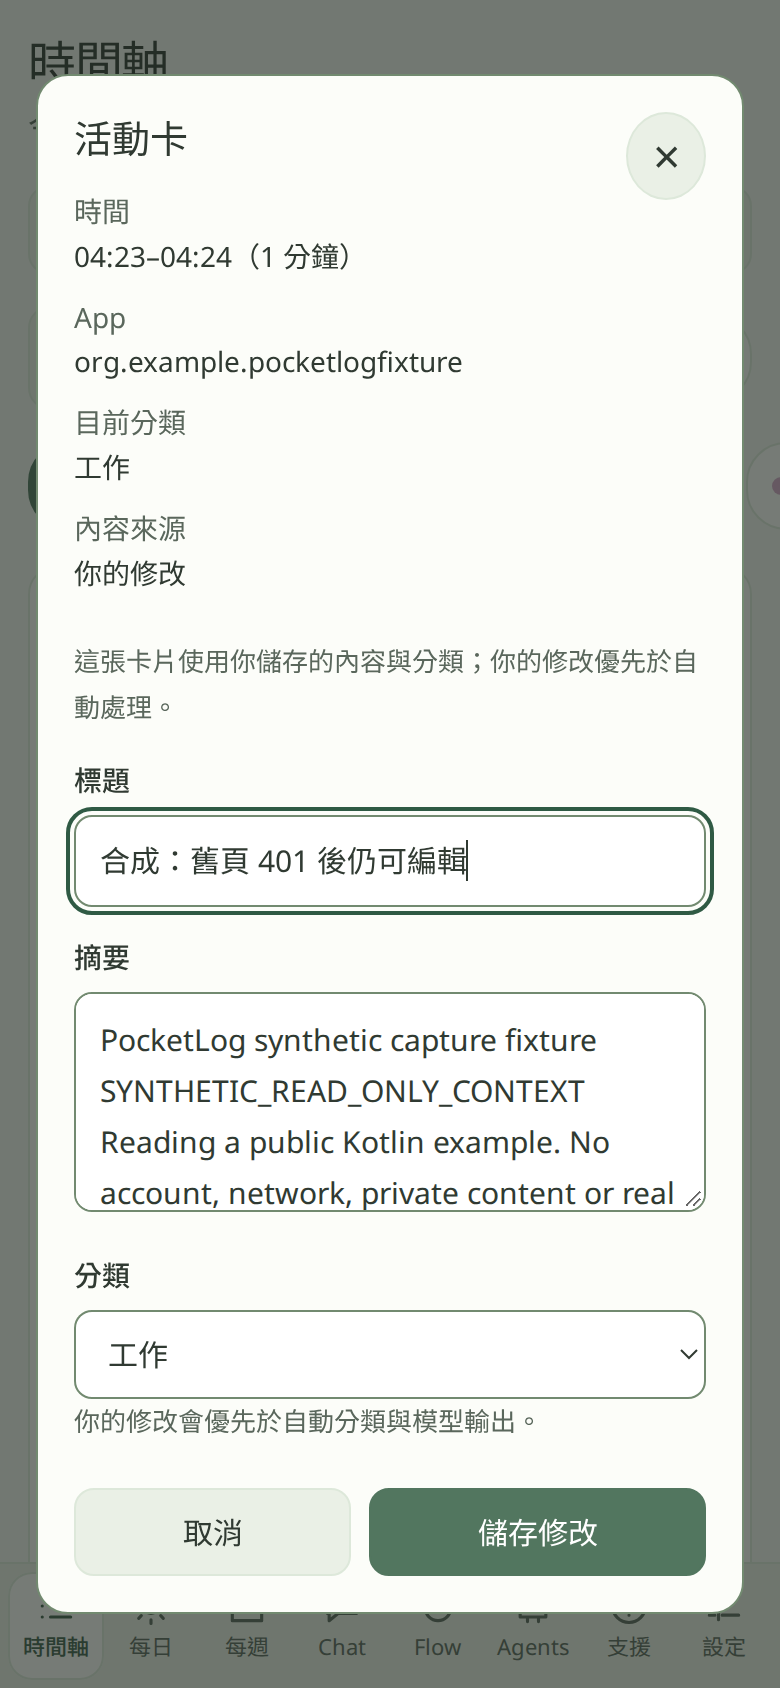 時間軸
活動卡
時間
04:23–04:24（1 分鐘）
App
org.example.pocketlogfixture
目前分類
工作
內容來源
你的修改
這張卡片使用你儲存的內容與分類；你的修改優先於自
動處理。
標題
合成：舊頁 401 後仍可編輯
摘要
PocketLog synthetic capture fixture
SYNTHETIC_READ_ONLY_CONTEXT
Reading a public Kotlin example. No
account, network, private content or real
分類
工作
你的修改會優先於自動分類與模型輸出。
取消
儲存修改
時間軸
每日
每週
Chat
Flow
Agents
支援
設定